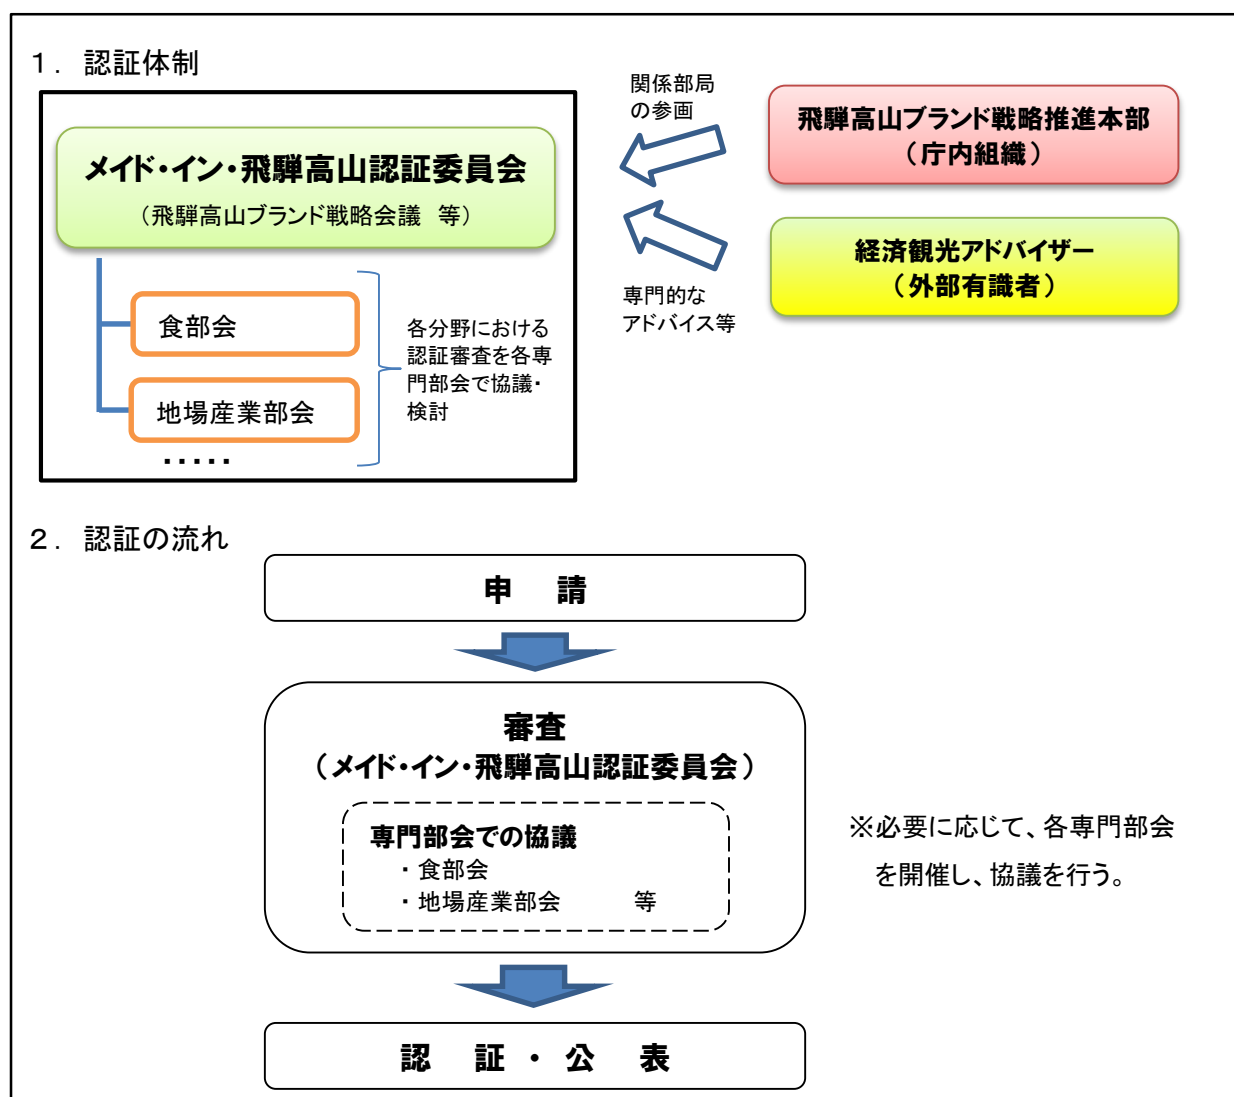 １．認証体制
メイド・イン・飛騨高山認証委員会
（飛騨高山ブランド戦略会議　等）
食部会
地場産業部会
・・・・・
各分野における
認証審査を各専
門部会で協議・
検討
関係部局
の参画
専門的な
アドバイス等
飛騨高山ブランド戦略推進本部
（庁内組織）
経済観光アドバイザー
（外部有識者）
２．認証の流れ
申　請
審査
（メイド・イン・飛騨高山認証委員会）
専門部会での協議
・食部会
・地場産業部会　　　等
※必要に応じて、各専門部会
を開催し、協議を行う。
認　証・公　表